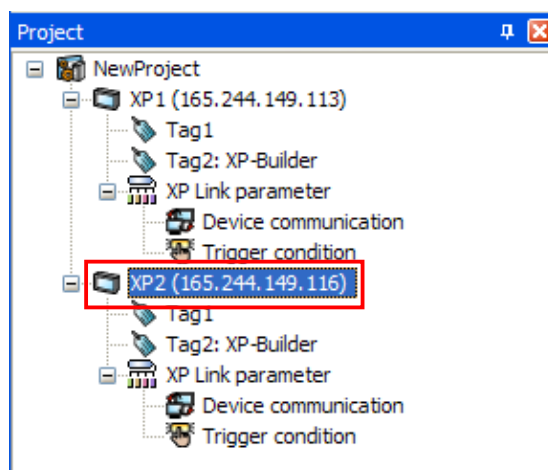 Project
NewProject
XP1 (165.244.149.113)
Tag1
Tag2: XP-Builder
XP Link parameter
Device communication
Trigger condition
XP2 (165.244.149.116)
Tag1
Tag2: XP-Builder
XP Link parameter
Device communication
Trigger condition